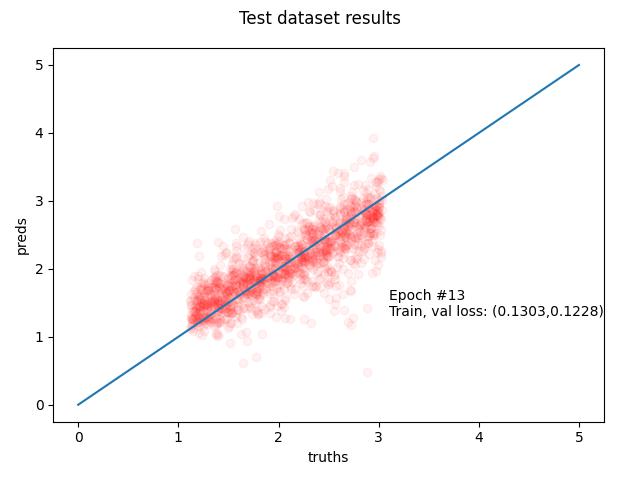 Test dataset results
5
4
3
2
1
0
preds
Epoch #13
Train, val loss: (0.1303,0.1228)
0 1 2 3 4 5
truths